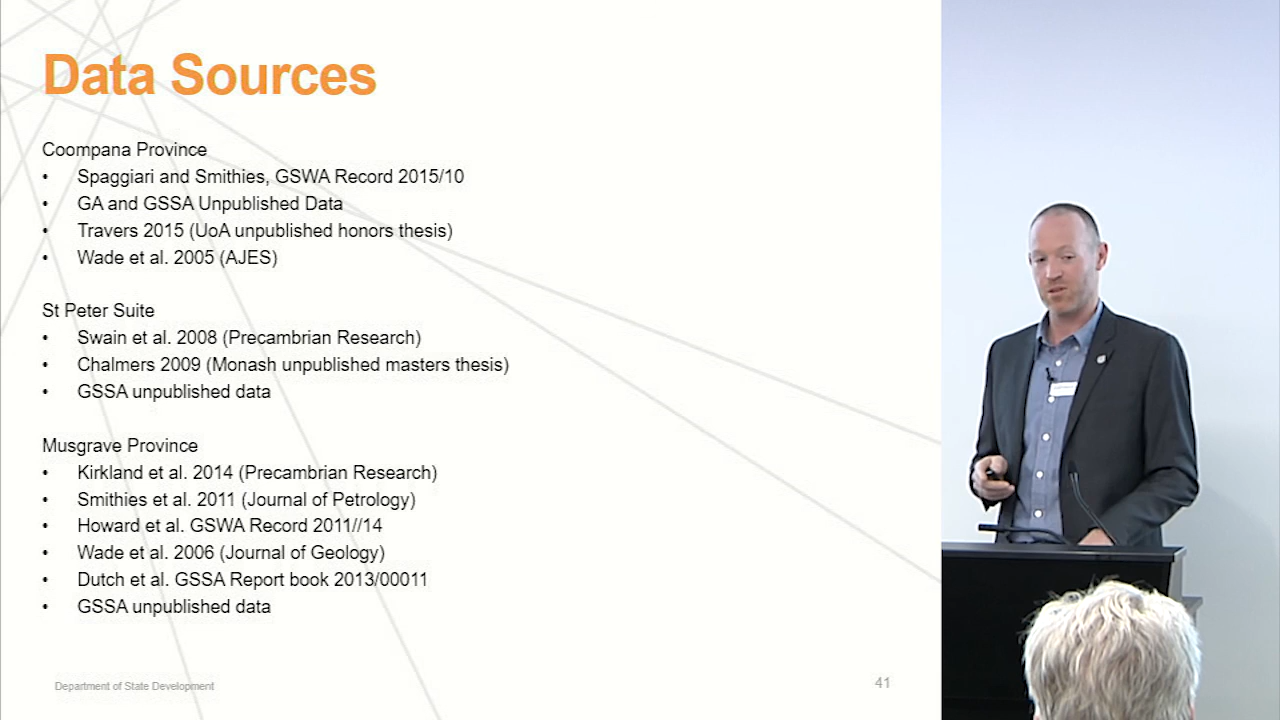 Data Sources
Coompana Province
• Spaggiari and Smithies, GSWA Record 2015/10
• GA and GSSA Unpublished Data
• Travers 2015 (UoA unpublished honors thesis)
• Wade et al. 2005 (AJES)
St Peter Suite
• Swain et al. 2008 (Precambrian Research)
• Chalmers 2009 (Monash unpublished masters thesis)
• GSSA unpublished data
Musgrave Province
• Kirkland et al. 2014 (Precambrian Research)
• Smithies et al. 2011 (Journal of Petrology)
• Howard et al. GSWA Record 2011//14
• Wade et al. 2006 (Journal of Geology)
• Dutch et al. GSSA Report book 2013/00011
• GSSA unpublished data
Department of State Development
41